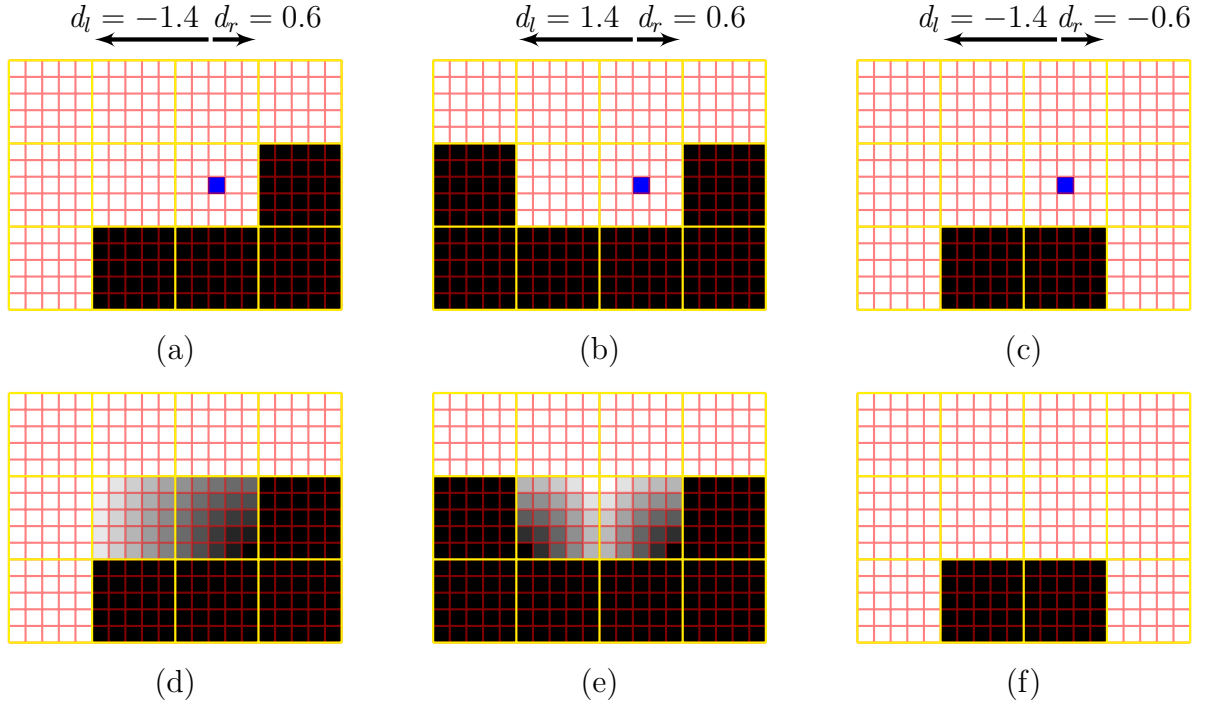 d_l = −1.4 d_r = 0.6 d_l = 1.4 d_r = 0.6 d_l = −1.4 d_r = −0.6
(a) (b) (c)
(d) (e) (f)